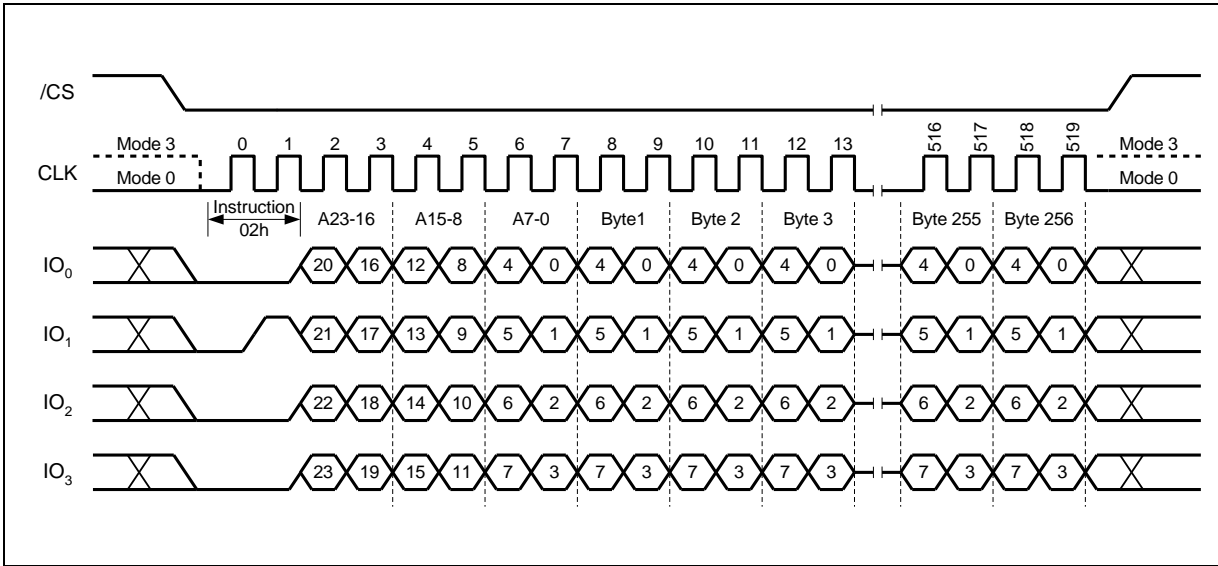 /CS
Mode 3 0 1 2 3 4 5 6 7 8 9 10 11 12 13 516 517 518 519 Mode 3
CLK Mode 0 Mode 0
Instruction 02h A23-16 A15-8 A7-0 Byte1 Byte 2 Byte 3 Byte 255 Byte 256
IO0 20 16 12 8 4 0 4 0 4 0 4 0 4 0 4 0
IO1 21 17 13 9 5 1 5 1 5 1 5 1 5 1 5 1
IO2 22 18 14 10 6 2 6 2 6 2 6 2 6 2 6 2
IO3 23 19 15 11 7 3 7 3 7 3 7 3 7 3 7 3